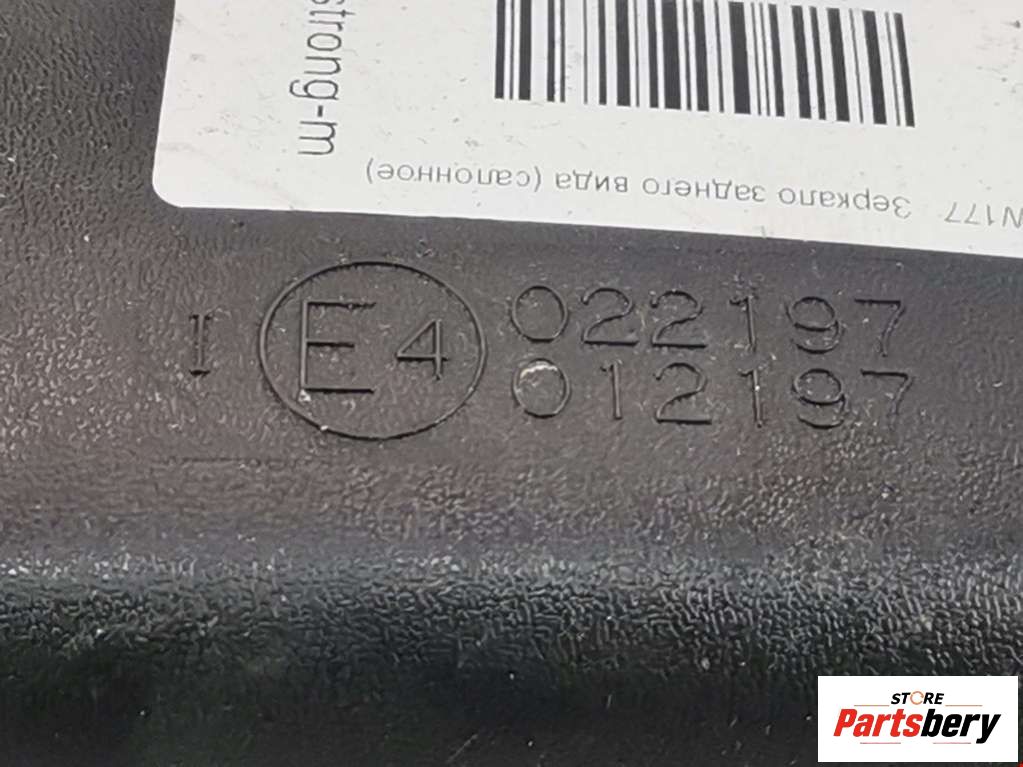 strong-m
N177 Зеркало заднего вида (салонное)
I E4 022197
012197
STORE
Partsbery